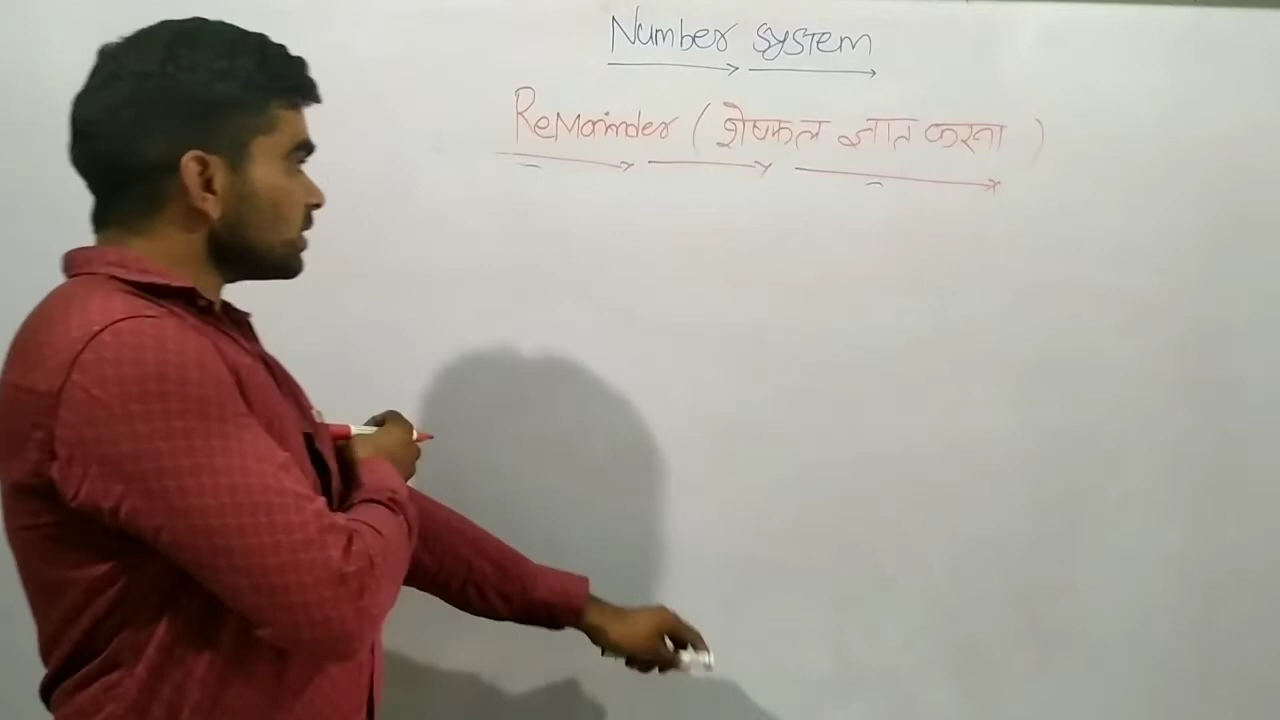 Number system
Remainder ( शेषफल ज्ञात करना )